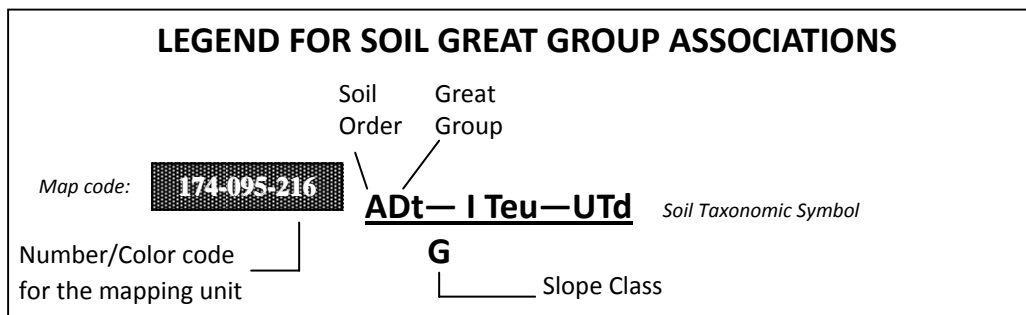 LEGEND FOR SOIL GREAT GROUP ASSOCIATIONS
Soil Great
Order Group
Map code: 174-095-216
ADt— I Teu—UTd Soil Taxonomic Symbol
G
Number/Color code
for the mapping unit
Slope Class